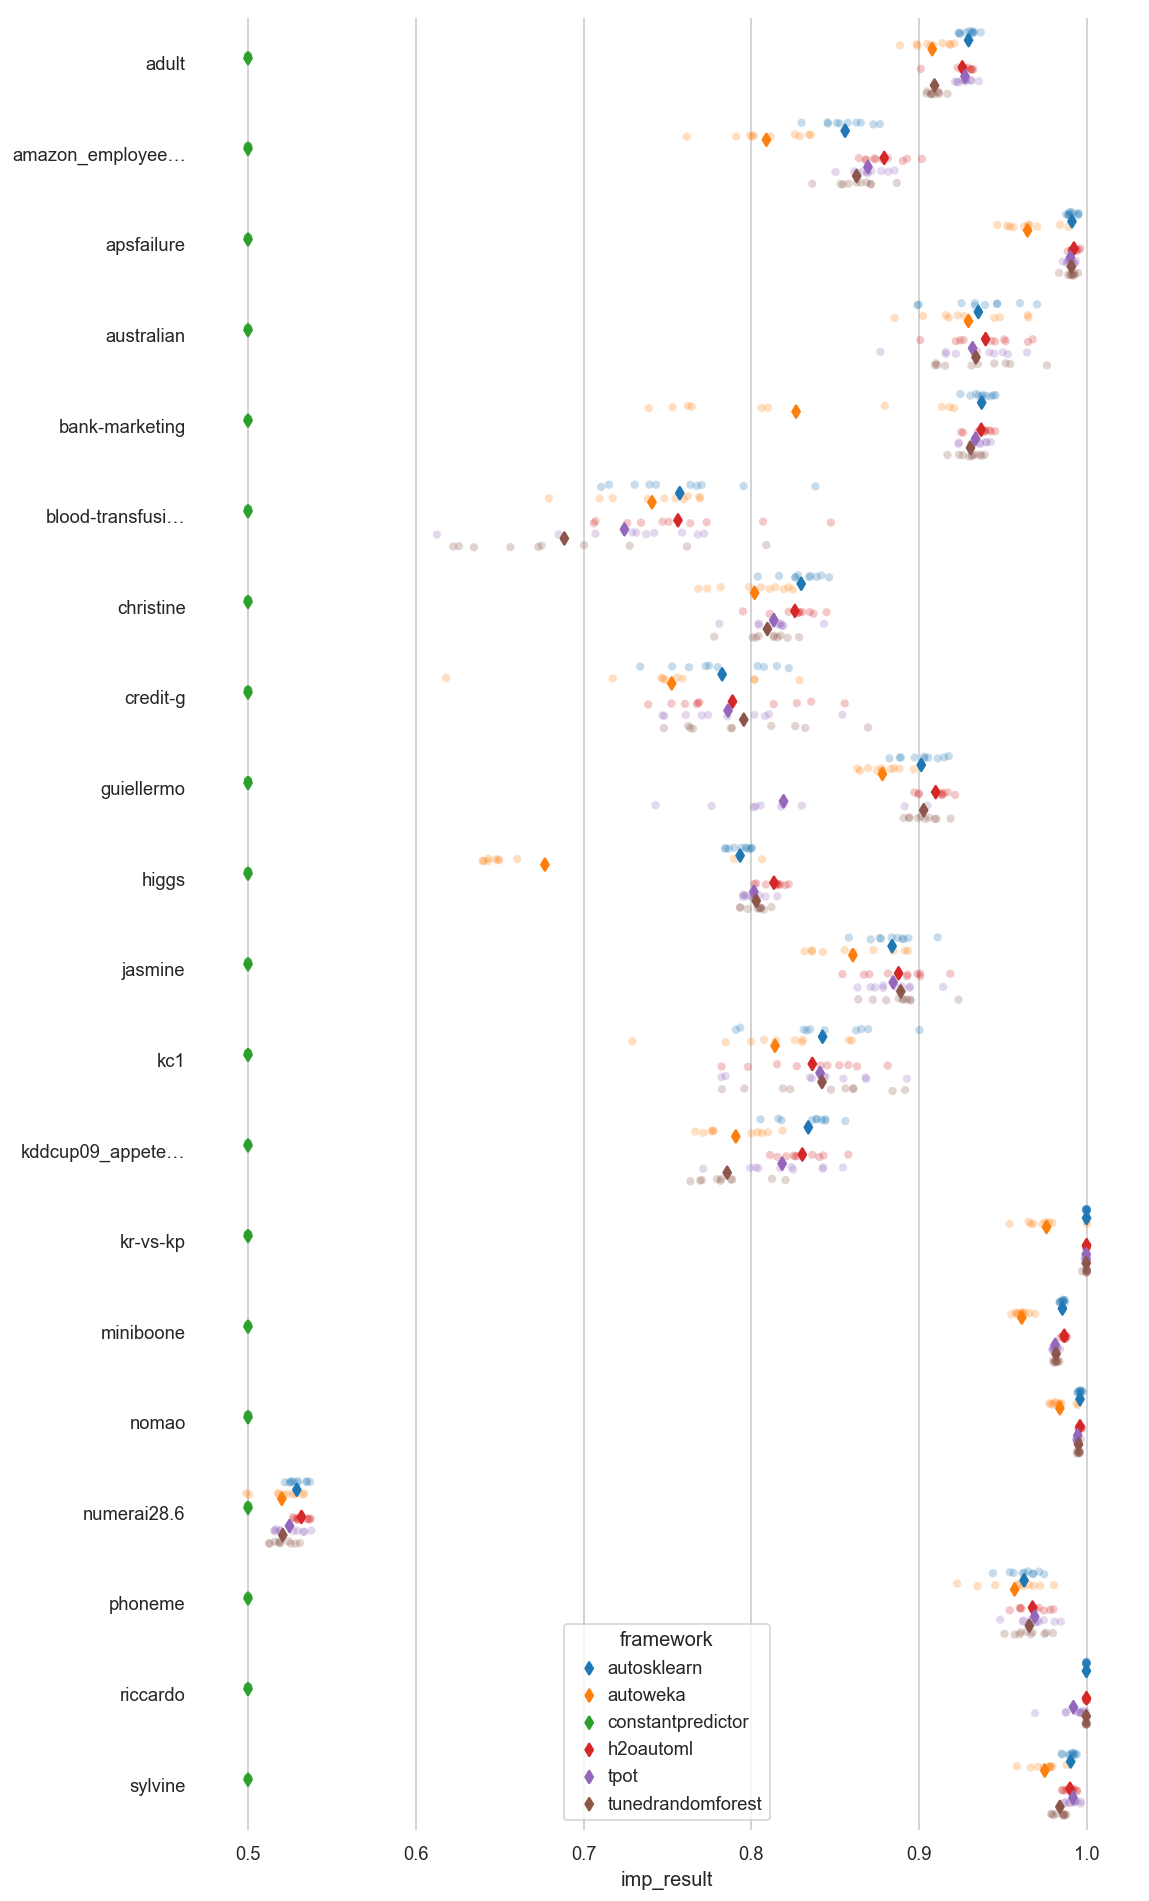 adult
amazon_employee…
apsfailure
australian
bank-marketing
blood-transfusi…
christine
credit-g
guiellermo
higgs
jasmine
kc1
kddcup09_appete…
kr-vs-kp
miniboone
nomao
numerai28.6
phoneme
riccardo
sylvine
framework
autosklearn
autoweka
constantpredictor
h2oautoml
tpot
tunedrandomforest
0.5 0.6 0.7 0.8 0.9 1.0
imp_result